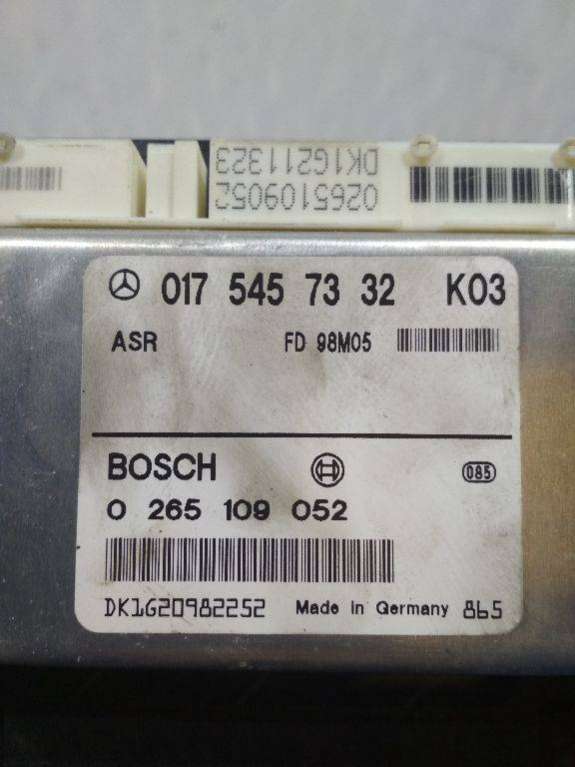 DK1G211323
0265109052
017 545 73 32 K03
ASR FD 98M05
BOSCH 085
0 265 109 052
DK1G20982252 Made in Germany 865